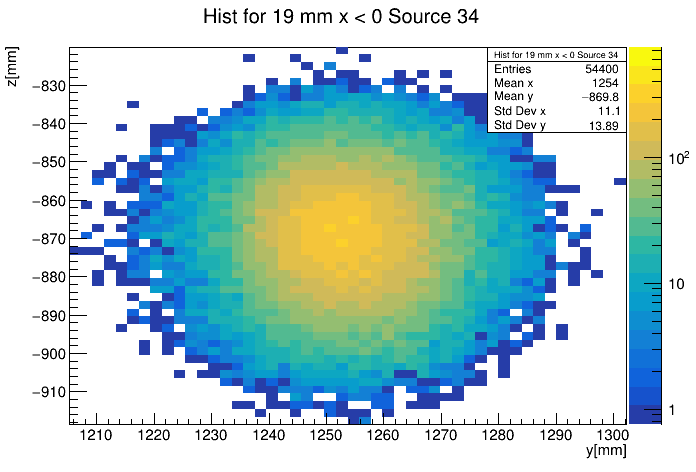 Hist for 19 mm x < 0 Source 34
z[mm]
Hist for 19 mm x < 0 Source 34
Entries 54400
Mean x 1254
Mean y −869.8
Std Dev x 11.1
Std Dev y 13.89
−830
−840
−850
−860
−870
−880
−890
−900
−910
10²
10
1
1210 1220 1230 1240 1250 1260 1270 1280 1290 1300
y[mm]